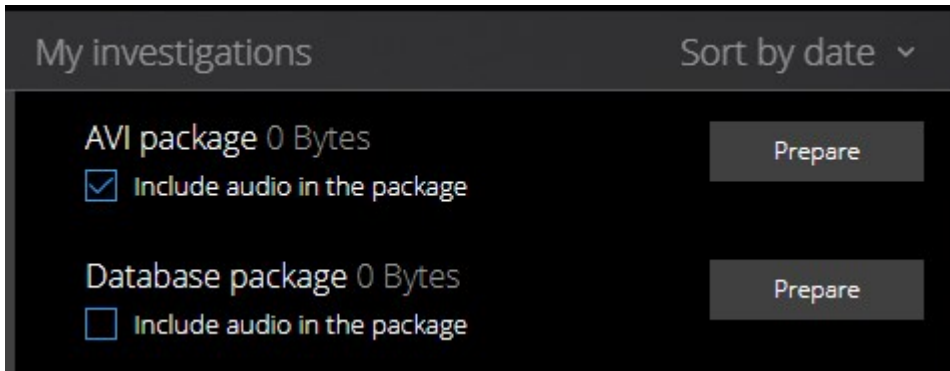 My investigations
Sort by date
AVI package 0 Bytes
Prepare
Include audio in the package
Database package 0 Bytes
Prepare
Include audio in the package